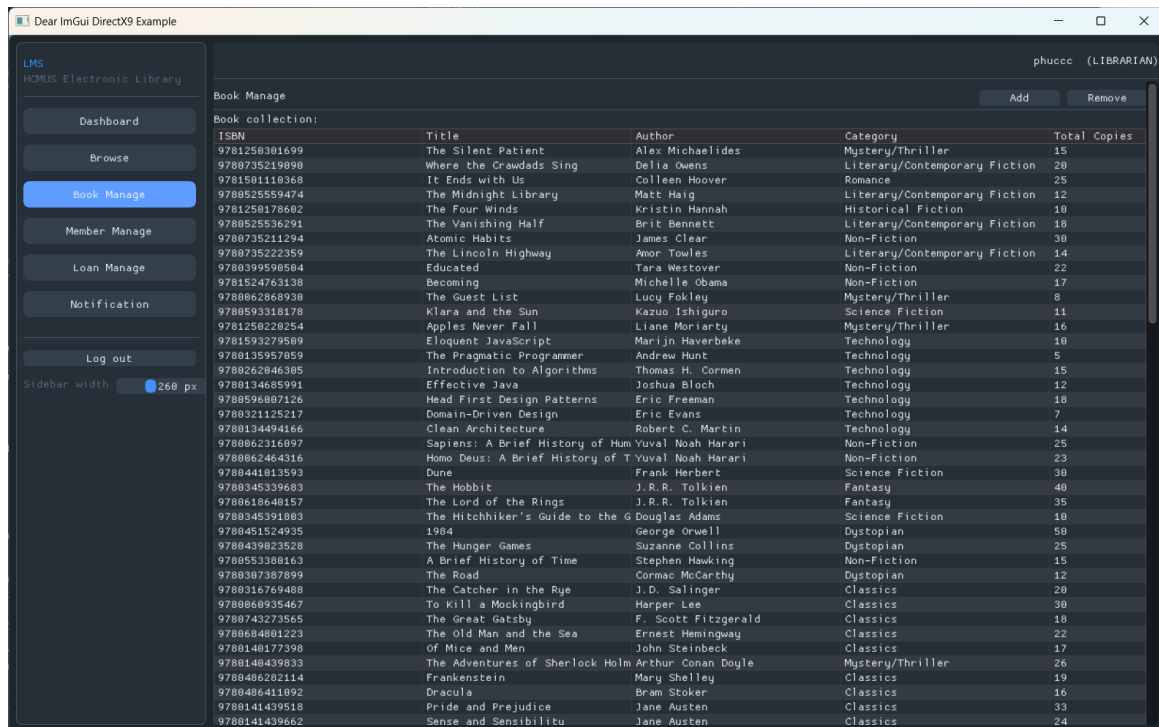 Dear ImGui DirectX9 Example
LMS
HCMUS Electronic Library
Dashboard
Browse
Book Manage
Member Manage
Loan Manage
Notification
Log out
Sidebar width 260 px
phuccc (LIBRARIAN)
Book Manage Add Remove
Book collection:
ISBN Title Author Category Total Copies
9781250301699 The Silent Patient Alex Michaelides Mystery/Thriller 15
9780735219090 Where the Crawdads Sing Delia Owens Literary/Contemporary Fiction 20
9781501110368 It Ends with Us Colleen Hoover Romance 25
9780525559474 The Midnight Library Matt Haig Literary/Contemporary Fiction 12
9781250178602 The Four Winds Kristin Hannah Historical Fiction 10
9780525536291 The Vanishing Half Brit Bennett Literary/Contemporary Fiction 18
9780735211294 Atomic Habits James Clear Non-Fiction 30
9780735222359 The Lincoln Highway Amor Towles Literary/Contemporary Fiction 14
9780399590504 Educated Tara Westover Non-Fiction 22
9781524763138 Becoming Michelle Obama Non-Fiction 17
9780062868930 The Guest List Lucy Fokley Mystery/Thriller 8
9780593318178 Klara and the Sun Kazuo Ishiguro Science Fiction 11
9781250220254 Apples Never Fall Liane Moriarty Mystery/Thriller 16
9781593279509 Eloquent JavaScript Marijn Haverbeke Technology 10
9780135957059 The Pragmatic Programmer Andrew Hunt Technology 5
9780262046305 Introduction to Algorithms Thomas H. Cormen Technology 15
9780134685991 Effective Java Joshua Bloch Technology 12
9780596007126 Head First Design Patterns Eric Freeman Technology 18
9780321125217 Domain-Driven Design Eric Evans Technology 7
9780134494166 Clean Architecture Robert C. Martin Technology 14
9780062316097 Sapiens: A Brief History of Hum Yuval Noah Harari Non-Fiction 25
9780062464316 Homo Deus: A Brief History of T Yuval Noah Harari Non-Fiction 23
9780441013593 Dune Frank Herbert Science Fiction 30
9780345339683 The Hobbit J.R.R. Tolkien Fantasy 40
9780618640157 The Lord of the Rings J.R.R. Tolkien Fantasy 35
9780345391803 The Hitchhiker's Guide to the G Douglas Adams Science Fiction 10
9780451524935 1984 George Orwell Dystopian 50
9780439023528 The Hunger Games Suzanne Collins Dystopian 25
9780553380163 A Brief History of Time Stephen Hawking Non-Fiction 15
9780307387899 The Road Cormac McCarthy Dystopian 12
9780316769488 The Catcher in the Rye J.D. Salinger Classics 20
9780060935467 To Kill a Mockingbird Harper Lee Classics 30
9780743273565 The Great Gatsby F. Scott Fitzgerald Classics 18
9780684801223 The Old Man and the Sea Ernest Hemingway Classics 22
9780140177398 Of Mice and Men John Steinbeck Classics 17
9780140439833 The Adventures of Sherlock Holm Arthur Conan Doyle Mystery/Thriller 26
9780486282114 Frankenstein Mary Shelley Classics 19
9780486411092 Dracula Bram Stoker Classics 16
9780141439518 Pride and Prejudice Jane Austen Classics 33
9780141439662 Sense and Sensibility Jane Austen Classics 24